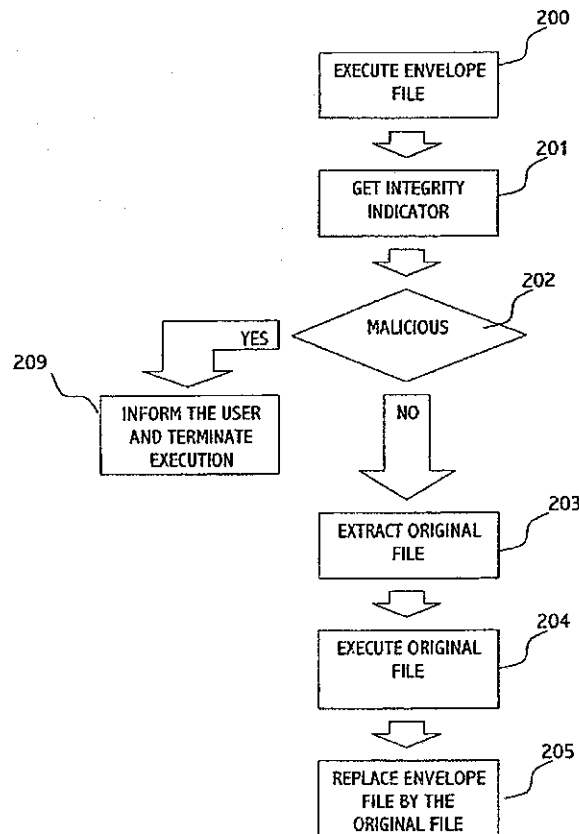 200
EXECUTE ENVELOPE
FILE
201
GET INTEGRITY
INDICATOR
202
MALICIOUS
YES
209
INFORM THE USER
AND TERMINATE
EXECUTION
NO
203
EXTRACT ORIGINAL
FILE
204
EXECUTE ORIGINAL
FILE
205
REPLACE ENVELOPE
FILE BY THE
ORIGINAL FILE